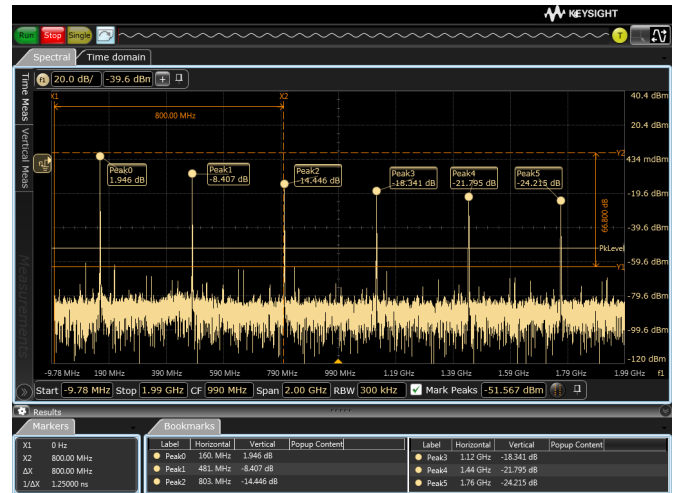 KEYSIGHT
Run Stop Single T
Spectral Time domain
f1 20.0 dB/ -39.6 dBm +
Time Meas
Vertical Meas
Measurements
X1 X2 40.4 dBm
800.00 MHz
20.4 dBm
Y2 434 mdBm
Peak0
1.946 dB
Peak1
-8.407 dB
Peak2
-14.446 dB
Peak3
-18.341 dB
Peak4
-21.795 dB
Peak5
-24.215 dB
-19.6 dBm
66.800 dB
-39.6 dBm
PkLevel
-59.6 dBm
Y1
-79.6 dBm
-99.6 dBm
-120 dBm
-9.78 MHz 190 MHz 390 MHz 590 MHz 790 MHz 990 MHz 1.19 GHz 1.39 GHz 1.59 GHz 1.79 GHz 1.99 GHz f1
Start -9.78 MHz Stop 1.99 GHz CF 990 MHz Span 2.00 GHz RBW 300 kHz Mark Peaks -51.567 dBm
Results
Markers Bookmarks
X1 0 Hz
X2 800.00 MHz
ΔX 800.00 MHz
1/ΔX 1.25000 ns
Label Horizontal Vertical Popup Content
Peak0 160. MHz 1.946 dB
Peak1 481. MHz -8.407 dB
Peak2 803. MHz -14.446 dB
Label Horizontal Vertical Popup Content
Peak3 1.12 GHz -18.341 dB
Peak4 1.44 GHz -21.795 dB
Peak5 1.76 GHz -24.215 dB